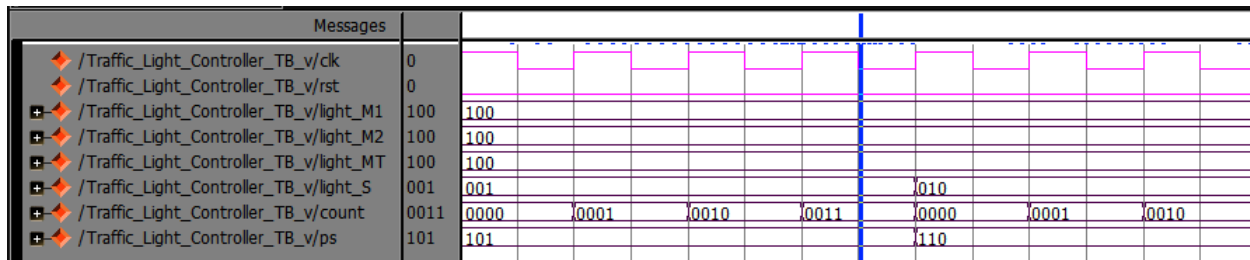 Messages
/Traffic_Light_Controller_TB_v/clk 0
/Traffic_Light_Controller_TB_v/rst 0
/Traffic_Light_Controller_TB_v/light_M1 100 100
/Traffic_Light_Controller_TB_v/light_M2 100 100
/Traffic_Light_Controller_TB_v/light_MT 100 100
/Traffic_Light_Controller_TB_v/light_S 001 001 010
/Traffic_Light_Controller_TB_v/count 0011 0000 0001 0010 0011 0000 0001 0010
/Traffic_Light_Controller_TB_v/ps 101 101 110